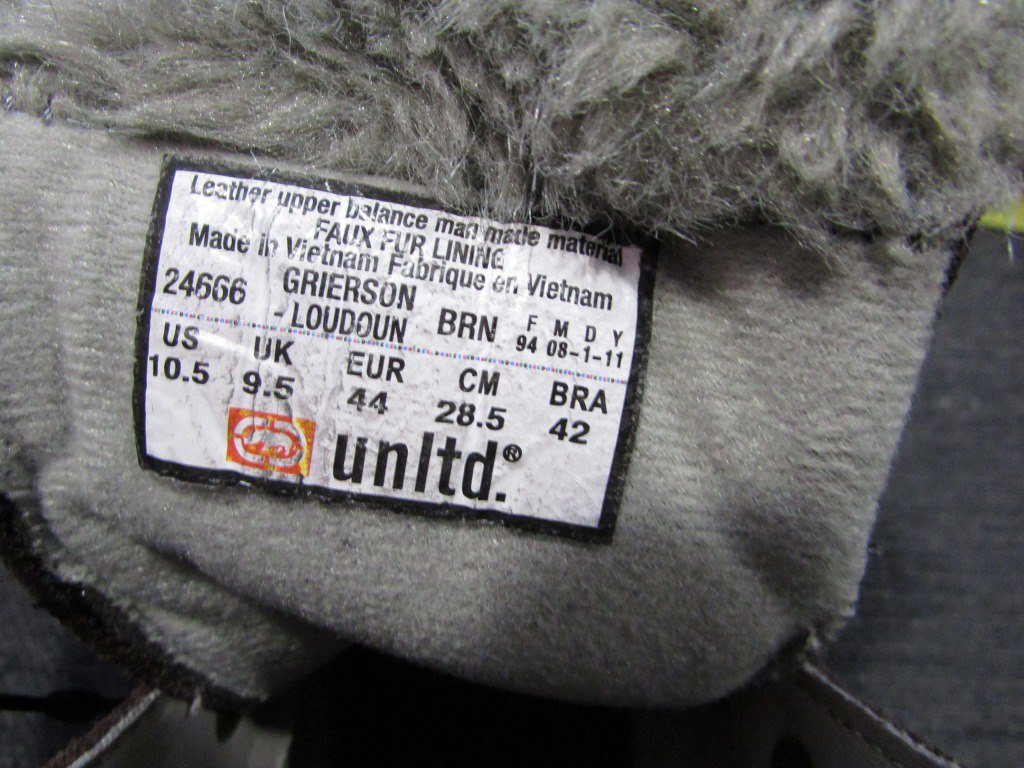 Leather upper balance man made material
FAUX FUR LINING
Made in Vietnam Fabrique en Vietnam
24666 GRIERSON
-LOUDOUN BRN F M D Y
94 08-1-11
US UK EUR CM BRA
10.5 9.5 44 28.5 42
unltd.®